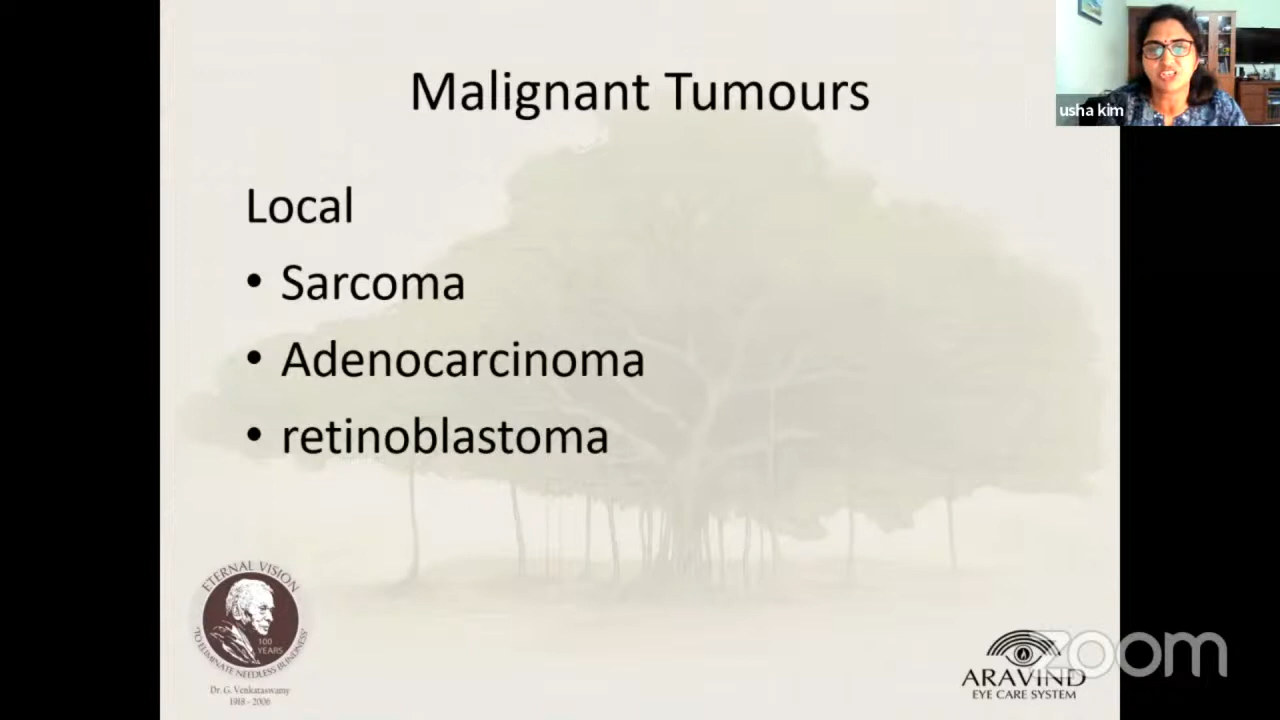 Malignant Tumours
usha kim
Local
• Sarcoma
• Adenocarcinoma
• retinoblastoma
ETERNAL VISION
100
YEARS
"TO ELIMINATE NEEDLESS BLINDNESS"
Dr. G. Venkataswamy
1918 - 2006
zoom
ARAVIND
EYE CARE SYSTEM